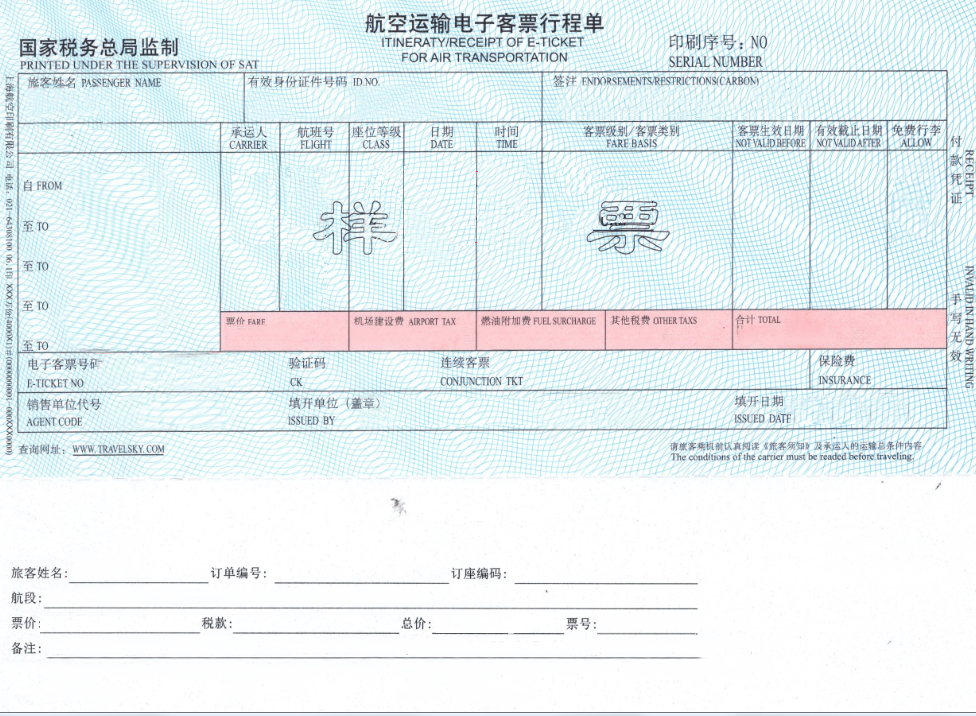 航空运输电子客票行程单
ITINERATY/RECEIPT OF E-TICKET
FOR AIR TRANSPORTATION
国家税务总局监制
PRINTED UNDER THE SUPERVISION OF SAT
印刷序号: NO
SERIAL NUMBER
旅客姓名 PASSENGER NAME
有效身份证件号码 ID.NO.
签注 ENDORSEMENTS/RESTRICTIONS(CARBON)
承运人
CARRIER
航班号
FLIGHT
座位等级
CLASS
日期
DATE
时间
TIME
客票级别/客票类别
FARE BASIS
客票生效日期
NOT VALID BEFORE
有效截止日期
NOT VALID AFTER
免费行李
ALLOW
自 FROM
至 TO
至 TO
至 TO
至 TO
样 票
票价 FARE
机场建设费 AIRPORT TAX
燃油附加费 FUEL SURCHARGE
其他税费 OTHER TAXS
合计 TOTAL
电子客票号码
E-TICKET NO
验证码
CK
连续客票
CONJUNCTION TKT
保险费
INSURANCE
销售单位代号
AGENT CODE
填开单位 (盖章)
ISSUED BY
填开日期
ISSUED DATE
查询网址: WWW.TRAVELSKY.COM
请旅客乘机前认真阅读《旅客须知》及承运人的运输总条件内容
The conditions of the carrier must be readed before traveling.
付款凭证
RECEIPT
手写无效
INVALID IN HAND WRITING
旅客姓名: 订单编号: 订座编码:
航段:
票价: 税款: 总价: 票号:
备注: